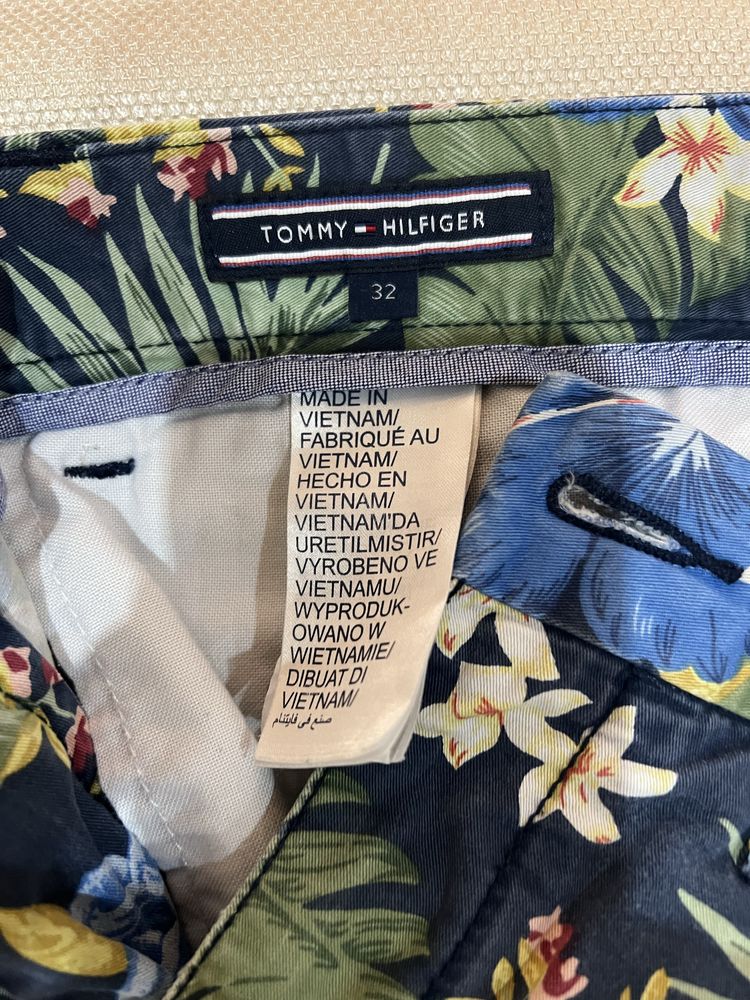 TOMMY HILFIGER
32
MADE IN
VIETNAM/
FABRIQUÉ AU
VIETNAM/
HECHO EN
VIETNAM/
VIETNAM'DA
URETILMISTIR/
VYROBENO VE
VIETNAMU/
WYPRODUK-
OWANO W
WIETNAMIE/
DIBUAT DI
VIETNAM/
صنع في فايتنام